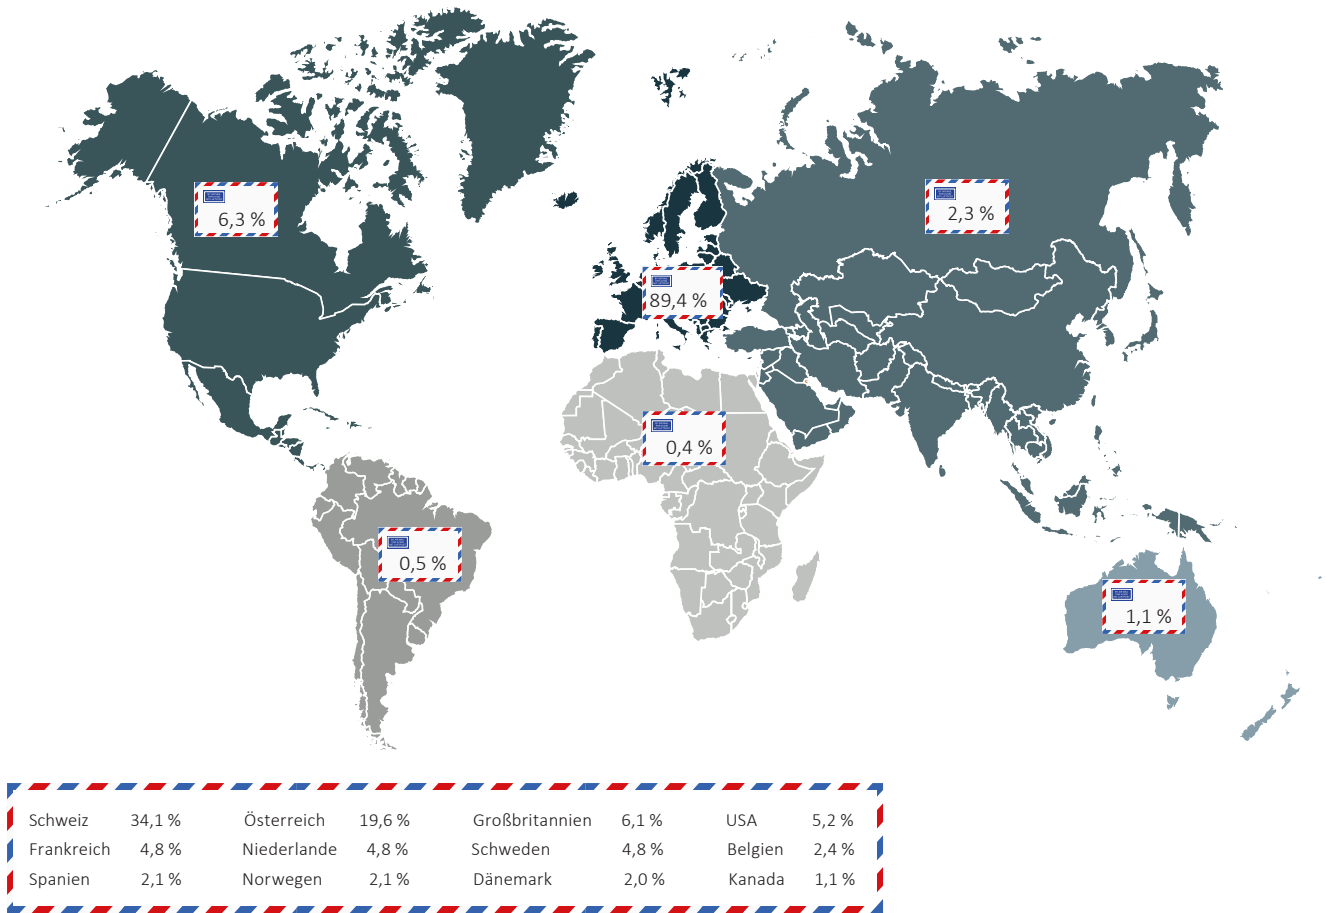 6,3 %
2,3 %
89,4 %
0,4 %
0,5 %
1,1 %
Schweiz 34,1 % Österreich 19,6 % Großbritannien 6,1 % USA 5,2 %
Frankreich 4,8 % Niederlande 4,8 % Schweden 4,8 % Belgien 2,4 %
Spanien 2,1 % Norwegen 2,1 % Dänemark 2,0 % Kanada 1,1 %